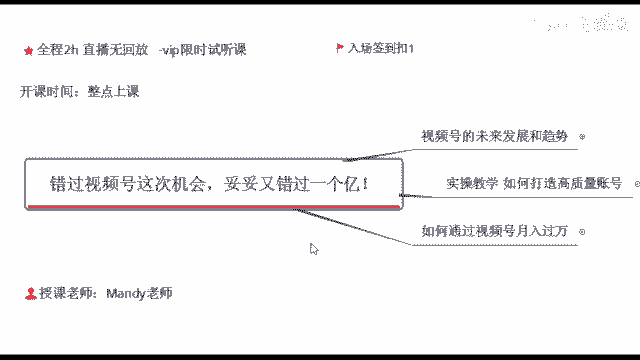 全程2h 直播无回放 -vip限时试听课
入场签到扣1
开课时间：整点上课
视频号的未来发展和趋势
错过视频号这次机会，妥妥又错过一个亿！
实操教学 如何打造高质量账号
如何通过视频号月入过万
授课老师：Mandy老师